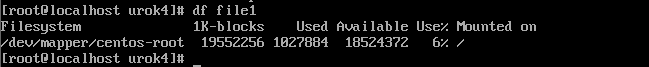 [root@localhost urok4]# df file1
Filesystem 1K-blocks Used Available Use% Mounted on
/dev/mapper/centos-root 19552256 1027884 18524372 6% /
[root@localhost urok4]#